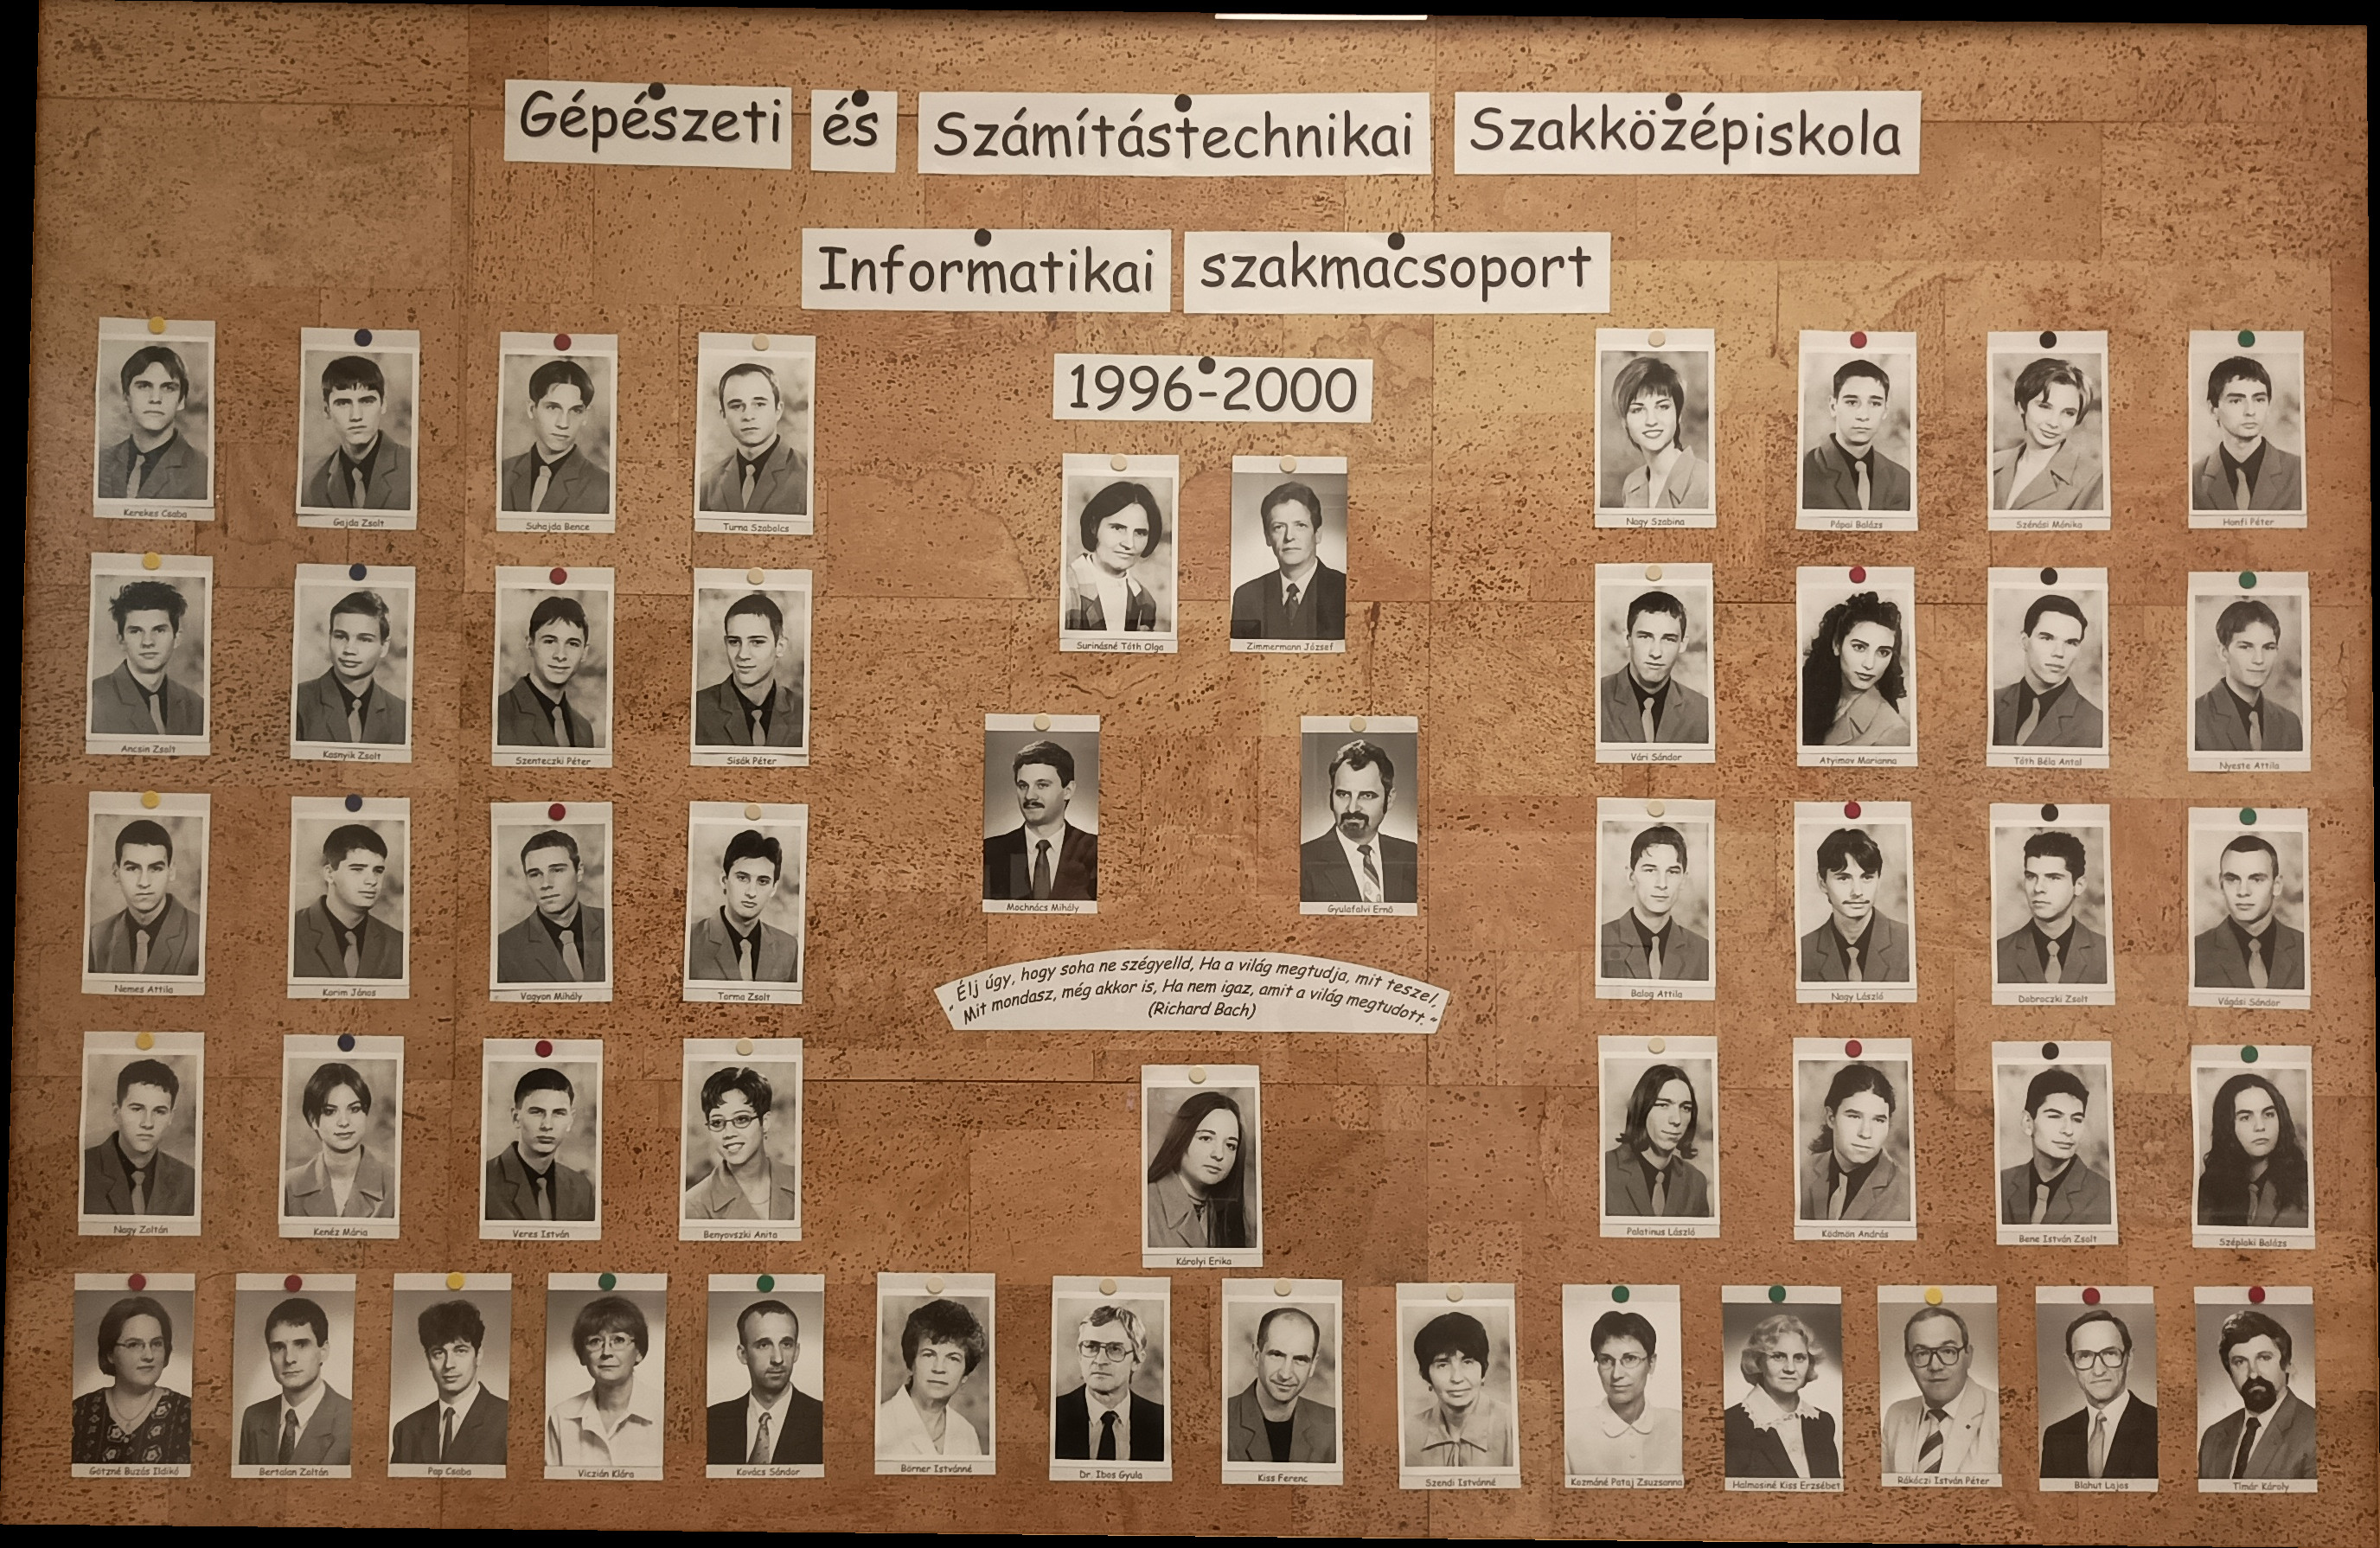 Gépészeti és Számítástechnikai Szakközépiskola
Informatikai szakmacsoport
1996-2000
Kerekes Csaba
Gajda Zsolt
Suhajda Bence
Turna Szabolcs
Surinásné Tóth Olga
Zimmermann József
Nagy Szabina
Pápai Balázs
Szénási Mónika
Honfi Péter
Ancsin Zsolt
Kasnyik Zsolt
Szenteczki Péter
Sisák Péter
Vári Sándor
Atyimov Marianna
Tóth Béla Antal
Nyeste Attila
Machnács Mihály
Gyulafalvi Ernő
Nemes Attila
Korim János
Vagyon Mihály
Torma Zsolt
Balog Attila
Nagy László
Dobroczki Zsolt
Vágási Sándor
"Élj úgy, hogy soha ne szégyelld, Ha a világ megtudja, mit teszel,
Mit mondasz, még akkor is, Ha nem igaz, amit a világ megtudott."
(Richard Bach)
Nagy Zoltán
Kenéz Mária
Veres István
Benyovszki Anita
Károlyi Erika
Palatinus László
Ködmön András
Bene István Zsolt
Széplaki Balázs
Götzné Buzás Ildikó
Bertalan Zoltán
Pap Csaba
Viczián Klára
Kovács Sándor
Börner Istvánné
Dr. Ibos Gyula
Kiss Ferenc
Szendi Istvánné
Kozmáné Pataj Zsuzsanna
Halmosiné Kiss Erzsébet
Rákóczi István Péter
Blahut Lajos
Tímár Károly